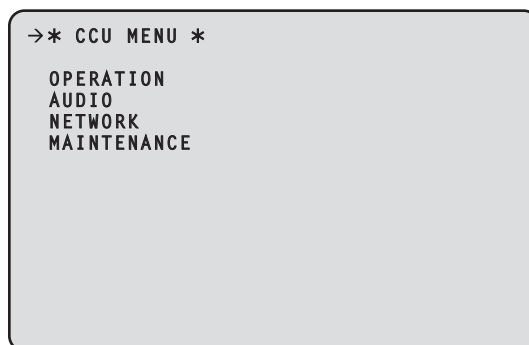 →* CCU MENU *
OPERATION
AUDIO
NETWORK
MAINTENANCE